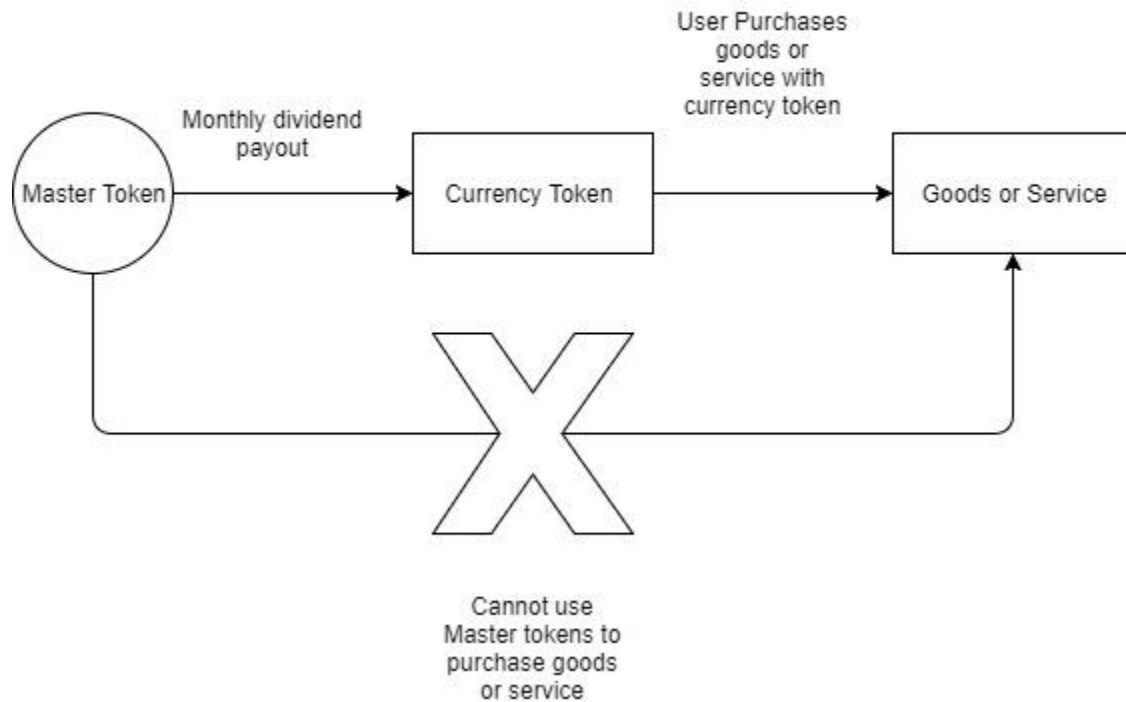 User Purchases
goods or
service with
currency token
Monthly dividend
payout
Master Token
Currency Token
Goods or Service
Cannot use
Master tokens to
purchase goods
or service